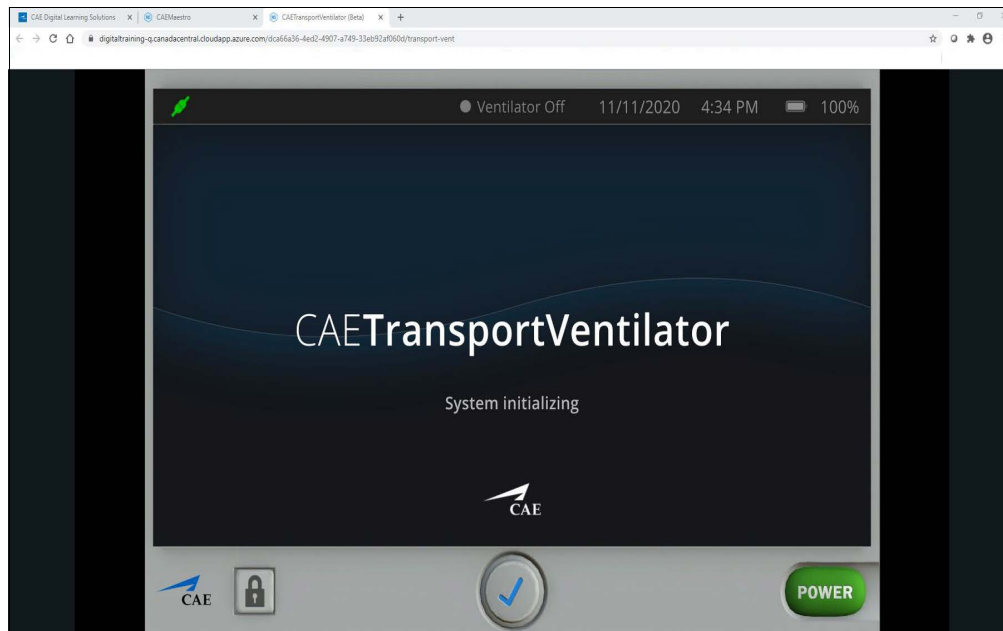 CAE Digital Learning Solutions
CAEMaestro
CAETransportVentilator (Beta)
digitaltraining-q.canadacentral.cloudapp.azure.com/dca66a36-4ed2-4907-a749-33eb92af060d/transport-vent
Ventilator Off 11/11/2020 4:34 PM 100%
CAETransportVentilator
System initializing
CAE
CAE
POWER